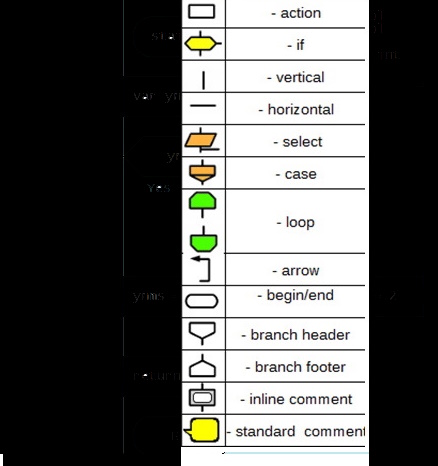 - action
- if
- vertical
- horizontal
- select
- case
- loop
- arrow
- begin/end
- branch header
- branch footer
- inline comment
- standard comment